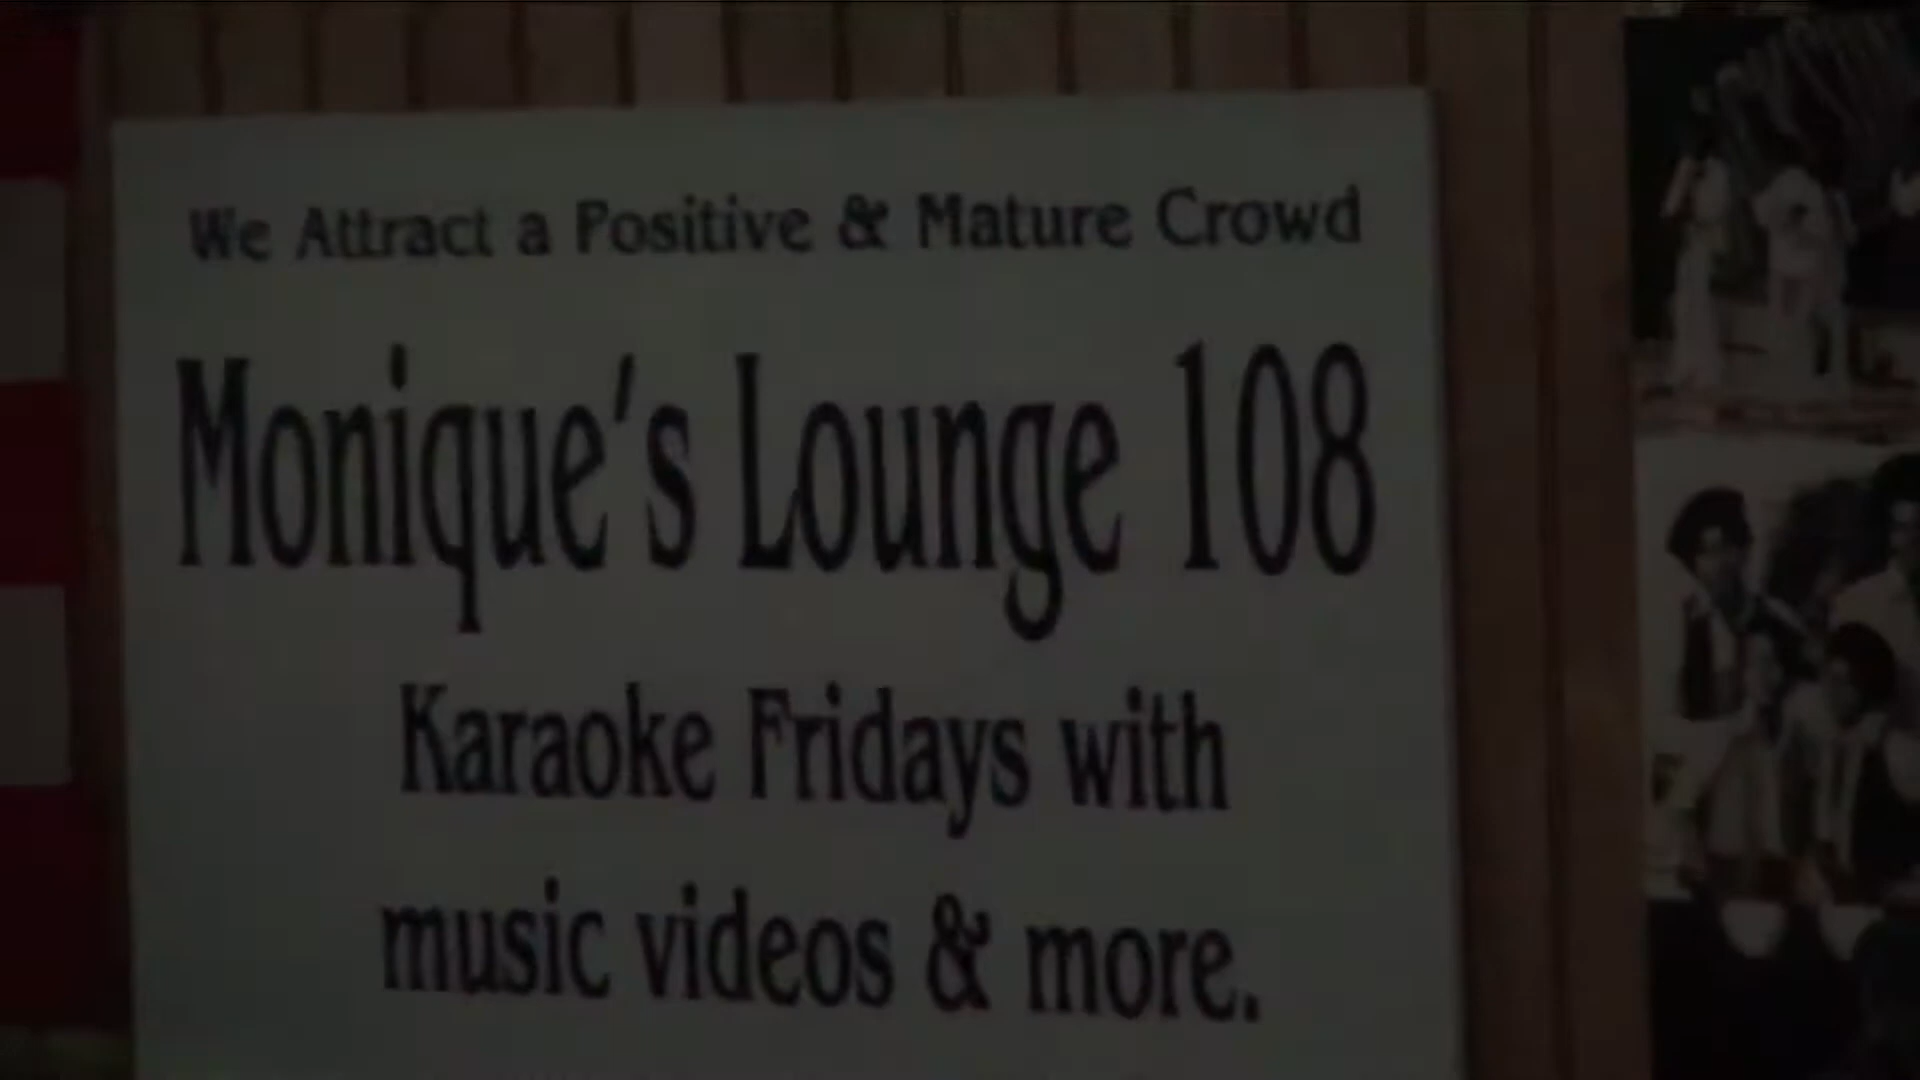 We Attract a Positive & Mature Crowd
Monique's Lounge 108
Karaoke Fridays with
music videos & more.